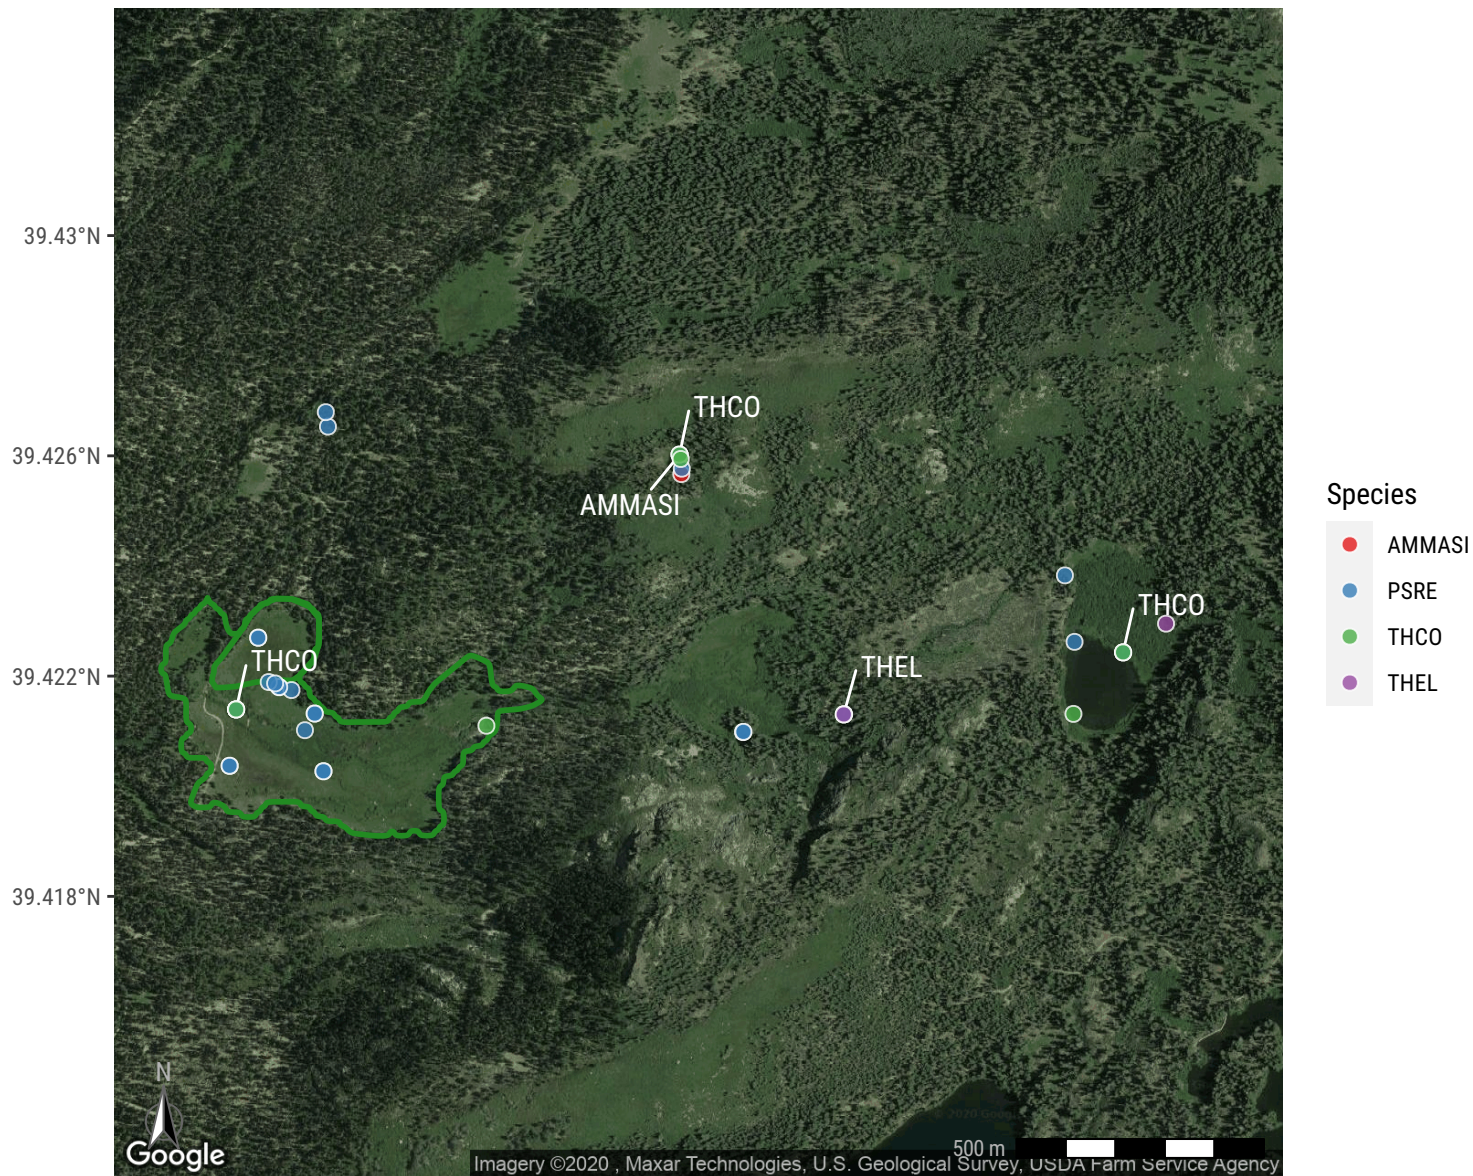 39.43°N
39.426°N
39.422°N
39.418°N
THCO
AMMASI
THCO
THCO
THEL
Species
AMMASI
PSRE
THCO
THEL
N
Google
500 m
Imagery ©2020 , Maxar Technologies, U.S. Geological Survey, USDA Farm Service Agency